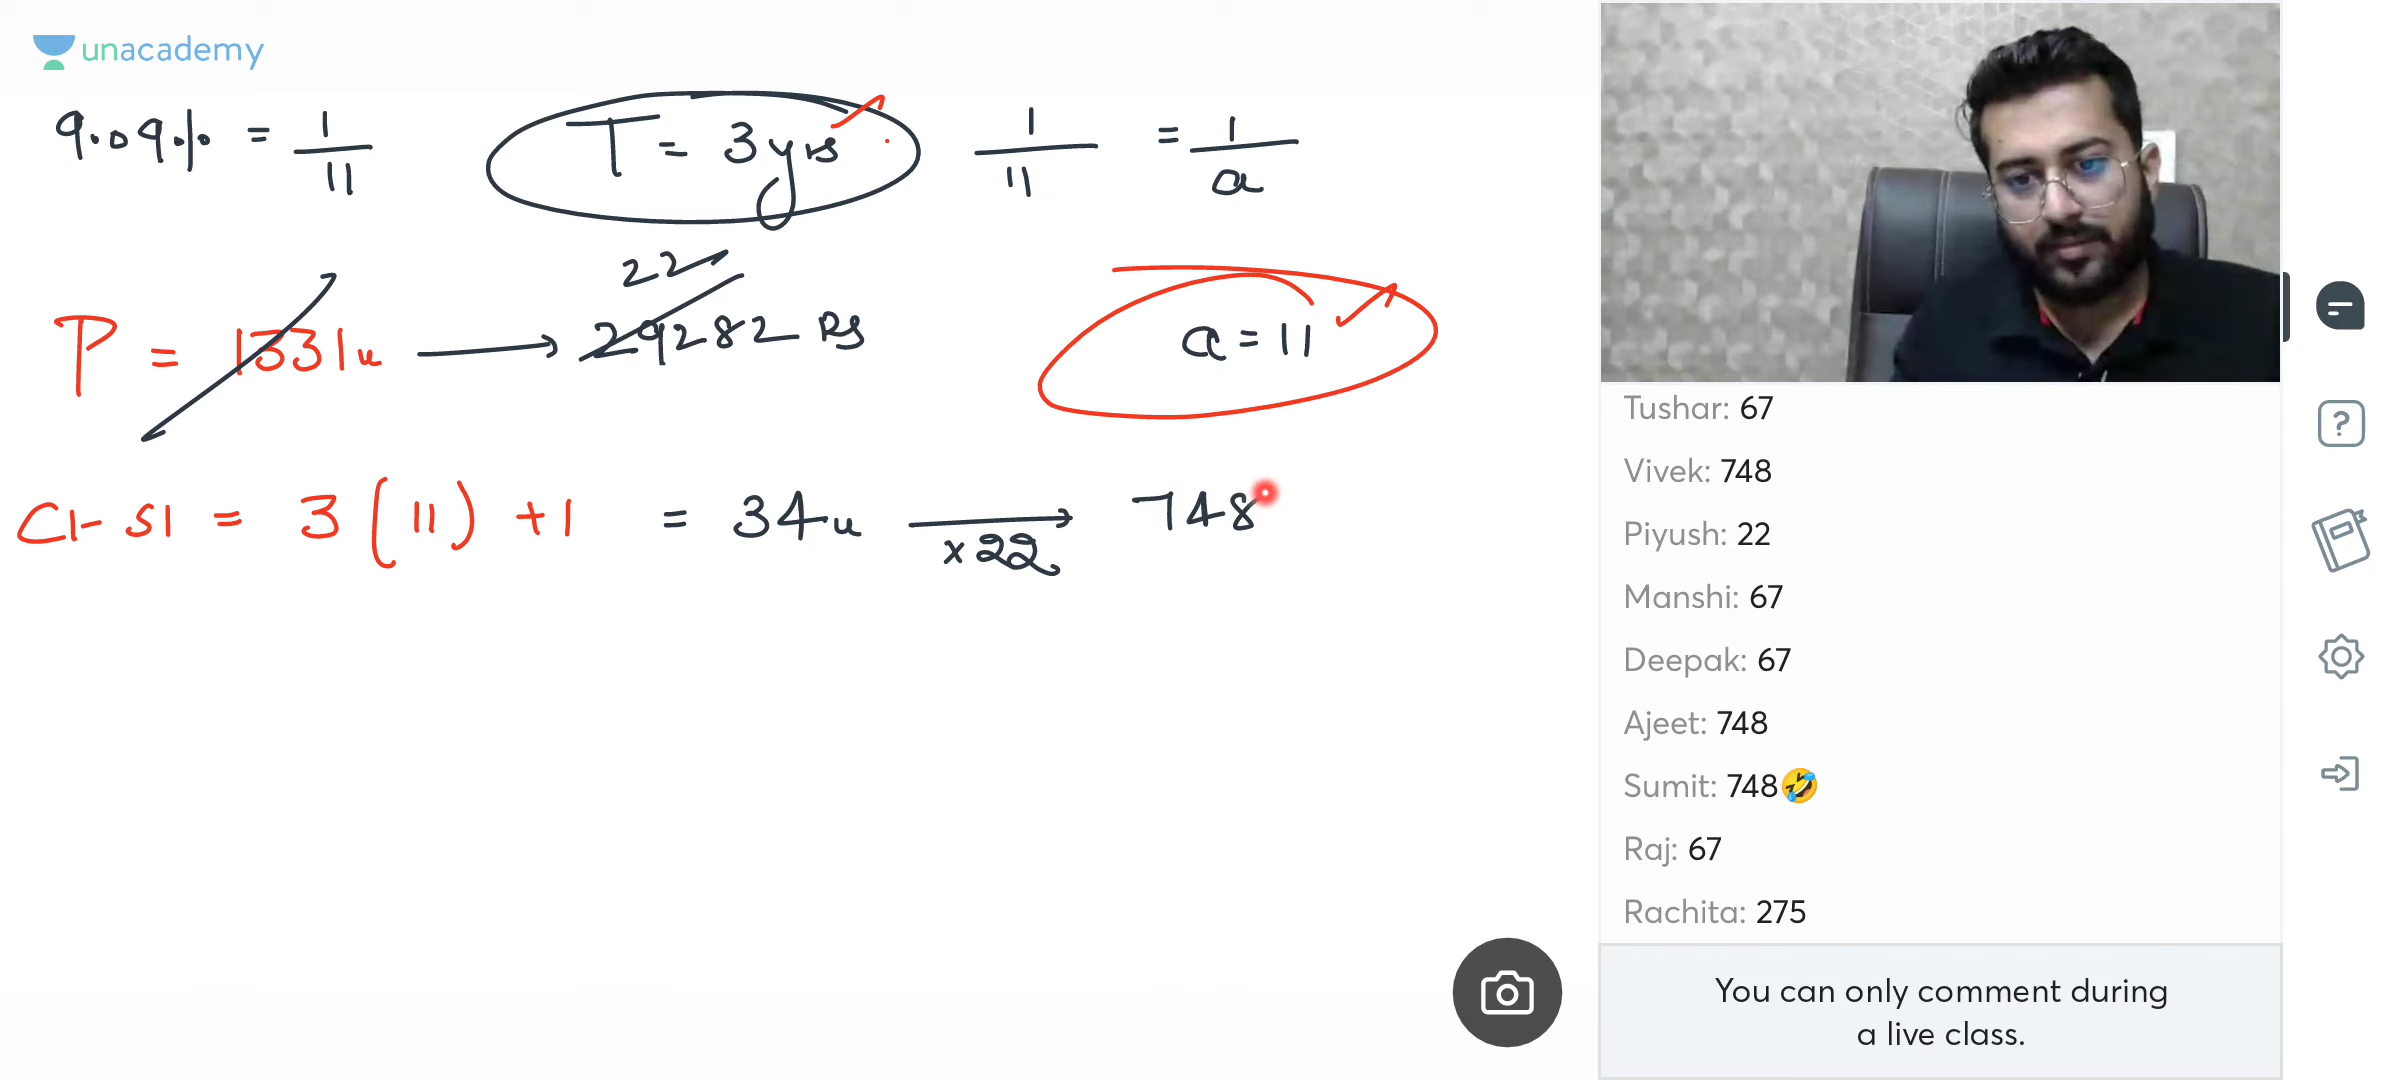 unacademy
9.09% = 1/11
T = 3 yrs
1/11 = 1/a
22
P = 1331u → 29282 Rs
a = 11
CI - SI = 3 (11) + 1 = 34u → 748
×22
Tushar: 67
Vivek: 748
Piyush: 22
Manshi: 67
Deepak: 67
Ajeet: 748
Sumit: 748🤣
Raj: 67
Rachita: 275
You can only comment during
a live class.